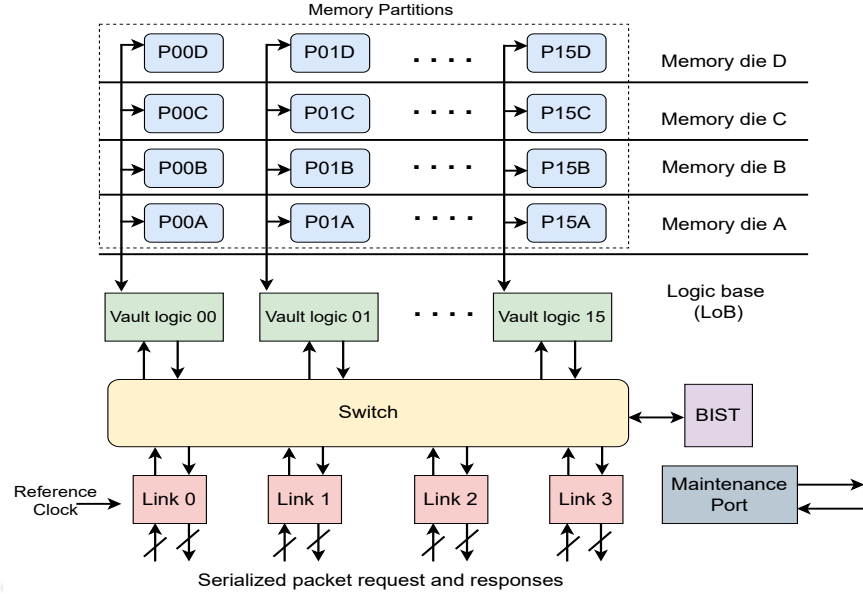 Memory Partitions
P00D P01D . . . . P15D Memory die D
P00C P01C . . . . P15C Memory die C
P00B P01B . . . . P15B Memory die B
P00A P01A . . . . P15A Memory die A
Logic base
(LoB)
Vault logic 00 Vault logic 01 . . . . Vault logic 15
Switch
BIST
Reference
Clock
Link 0 Link 1 Link 2 Link 3
Maintenance
Port
Serialized packet request and responses